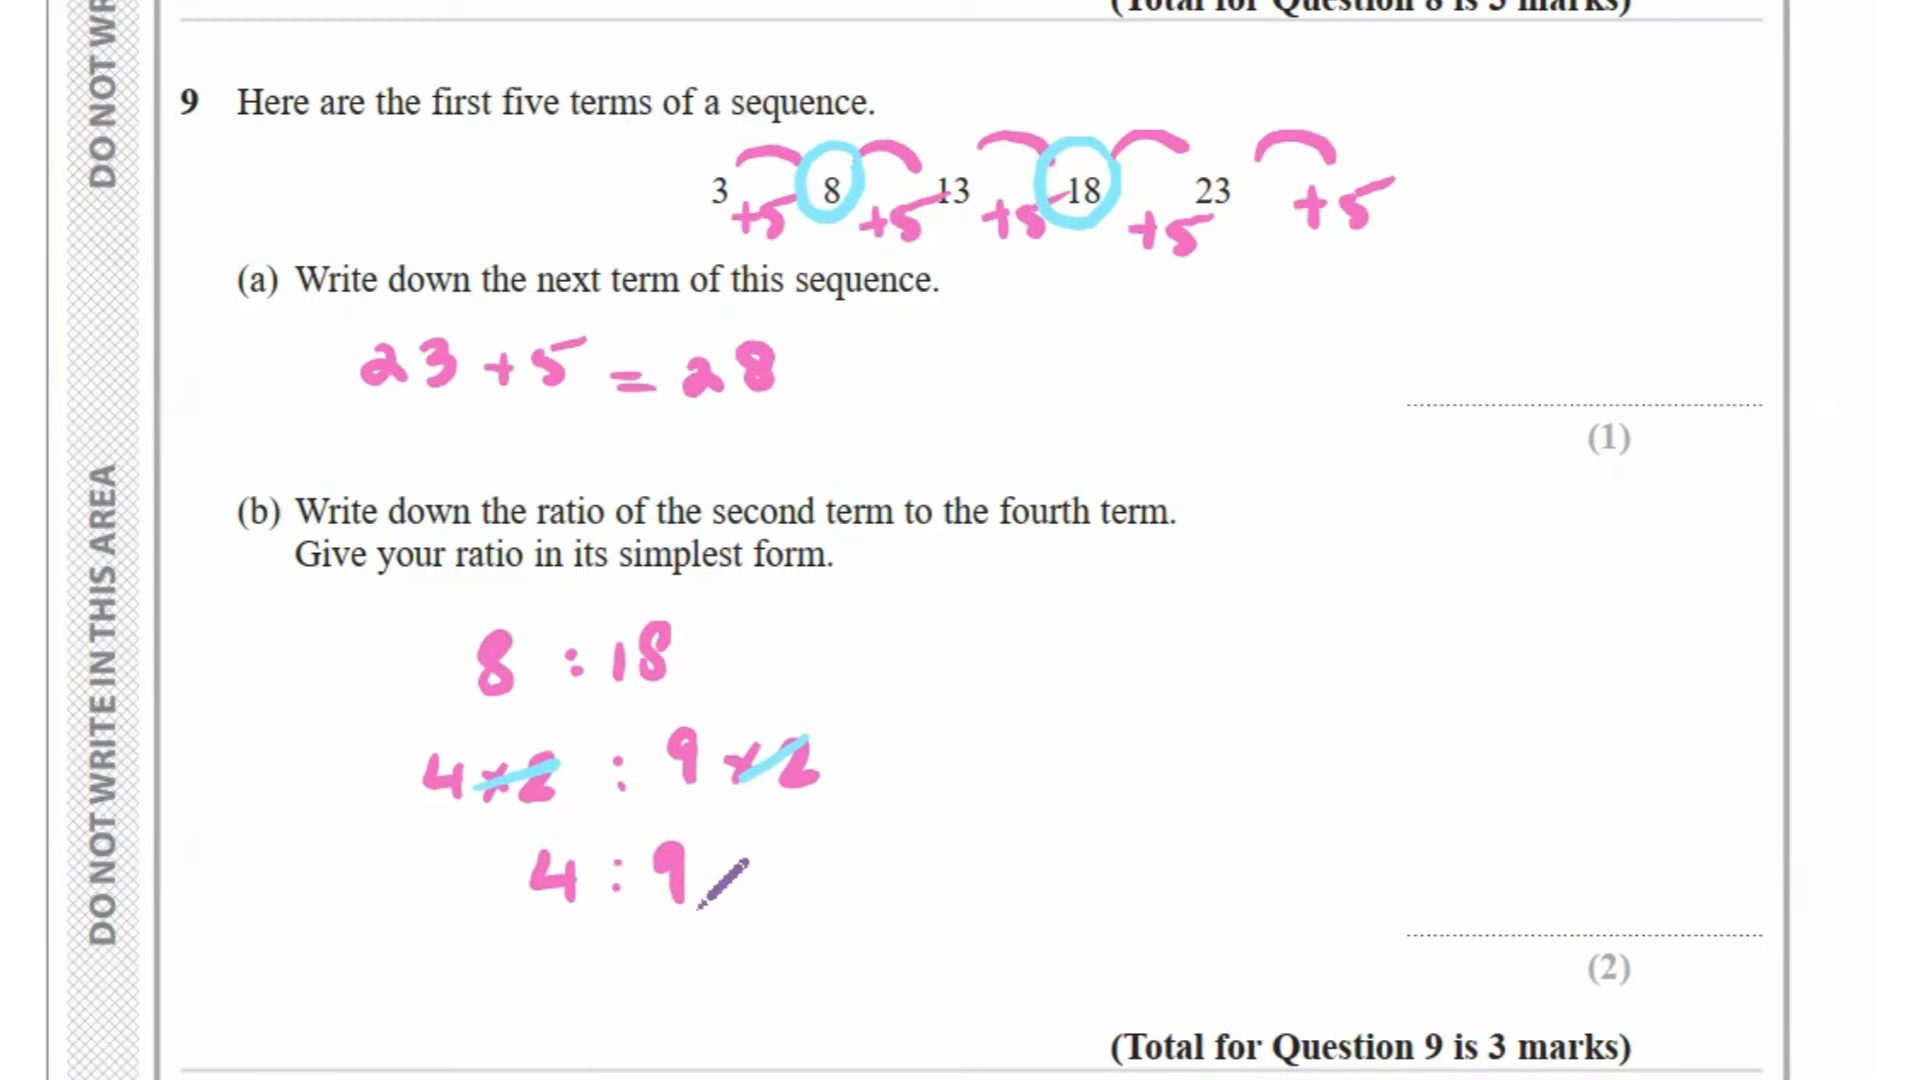 (Total for Question 8 is 3 marks)
DO NOT WR
9 Here are the first five terms of a sequence.
3 8 13 18 23
+5 +5 +5 +5 +5
(a) Write down the next term of this sequence.
23 + 5 = 28
(1)
DO NOT WRITE IN THIS AREA
(b) Write down the ratio of the second term to the fourth term.
Give your ratio in its simplest form.
8 : 18
4 × 2 : 9 × 2
4 : 9
(2)
(Total for Question 9 is 3 marks)